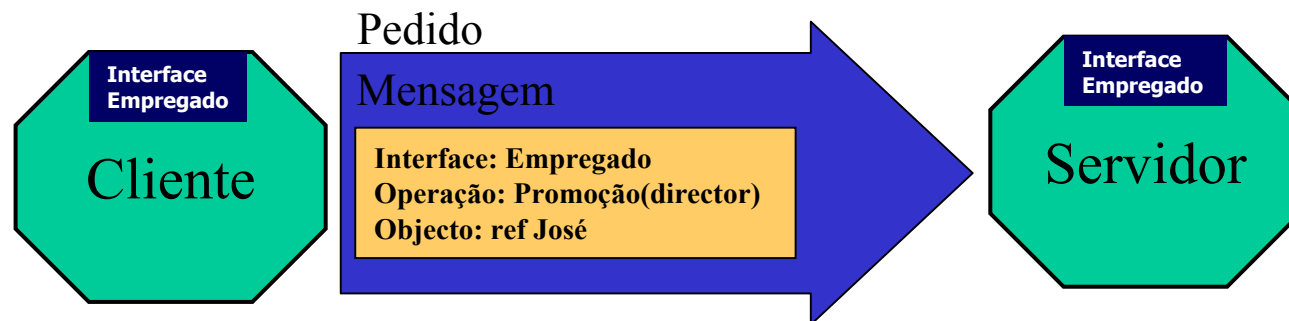 Interface
Empregado
Cliente
Pedido
Mensagem
Interface: Empregado
Operação: Promoção(director)
Objecto: ref José
Interface
Empregado
Servidor